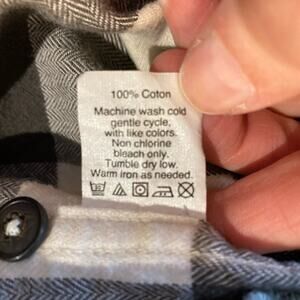 100% Coton
Machine wash cold
gentle cycle,
with like colors.
Non chlorine
bleach only.
Tumble dry low.
Warm iron as needed.